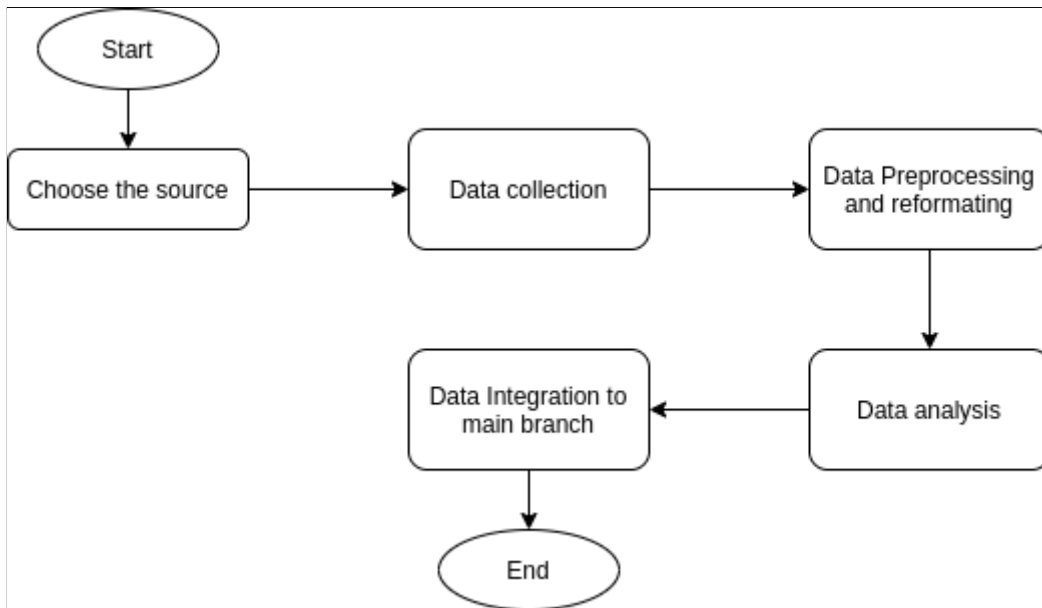 Start
Choose the source
Data collection
Data Preprocessing
and reformating
Data analysis
Data Integration to
main branch
End